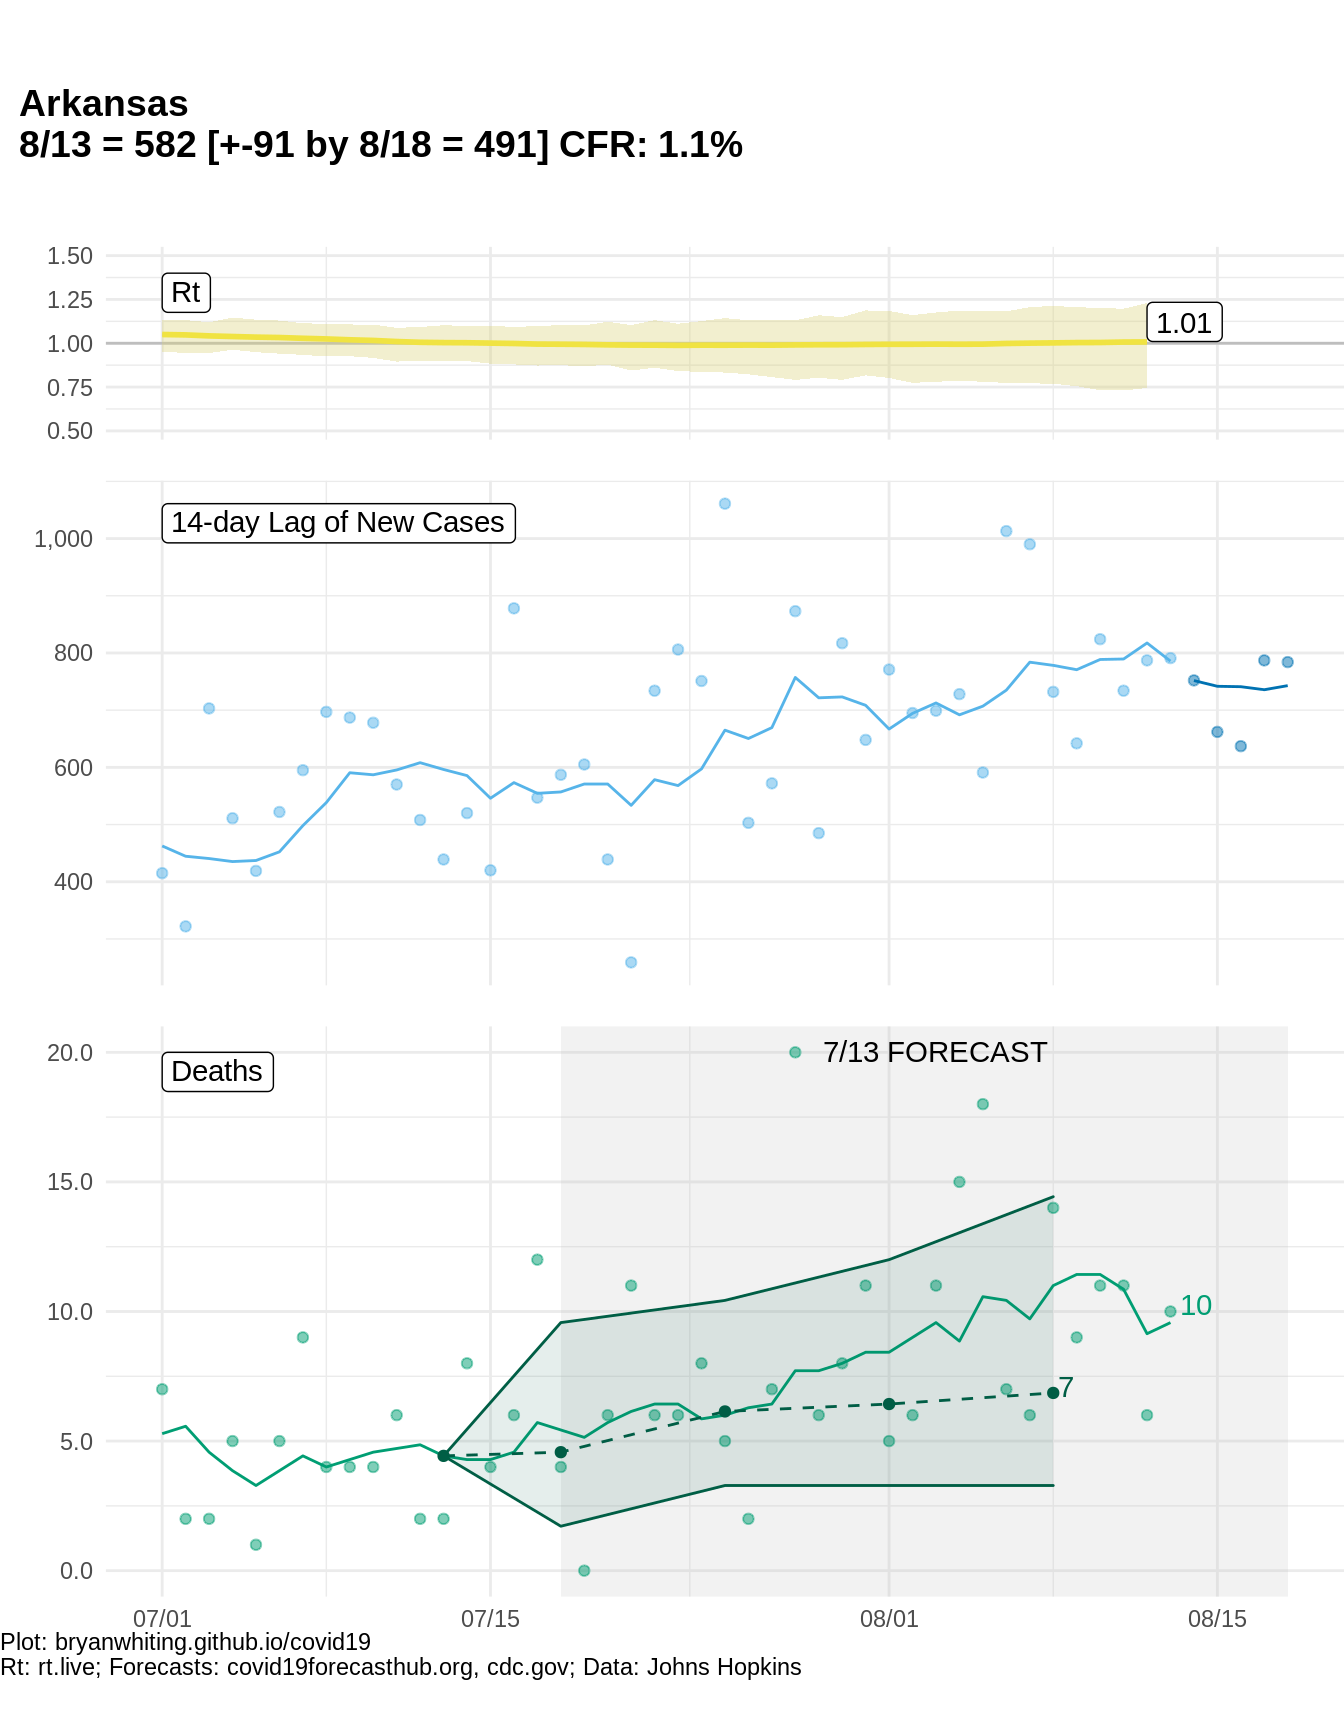 Arkansas
8/13 = 582 [+-91 by 8/18 = 491] CFR: 1.1%
1.50
1.25
1.00
0.75
0.50
Rt
1.01
14-day Lag of New Cases
1,000
800
600
400
20.0
15.0
10.0
5.0
0.0
Deaths
7/13 FORECAST
10
7
07/01
07/15
08/01
08/15
Plot: bryanwhiting.github.io/covid19
Rt: rt.live; Forecasts: covid19forecasthub.org, cdc.gov; Data: Johns Hopkins